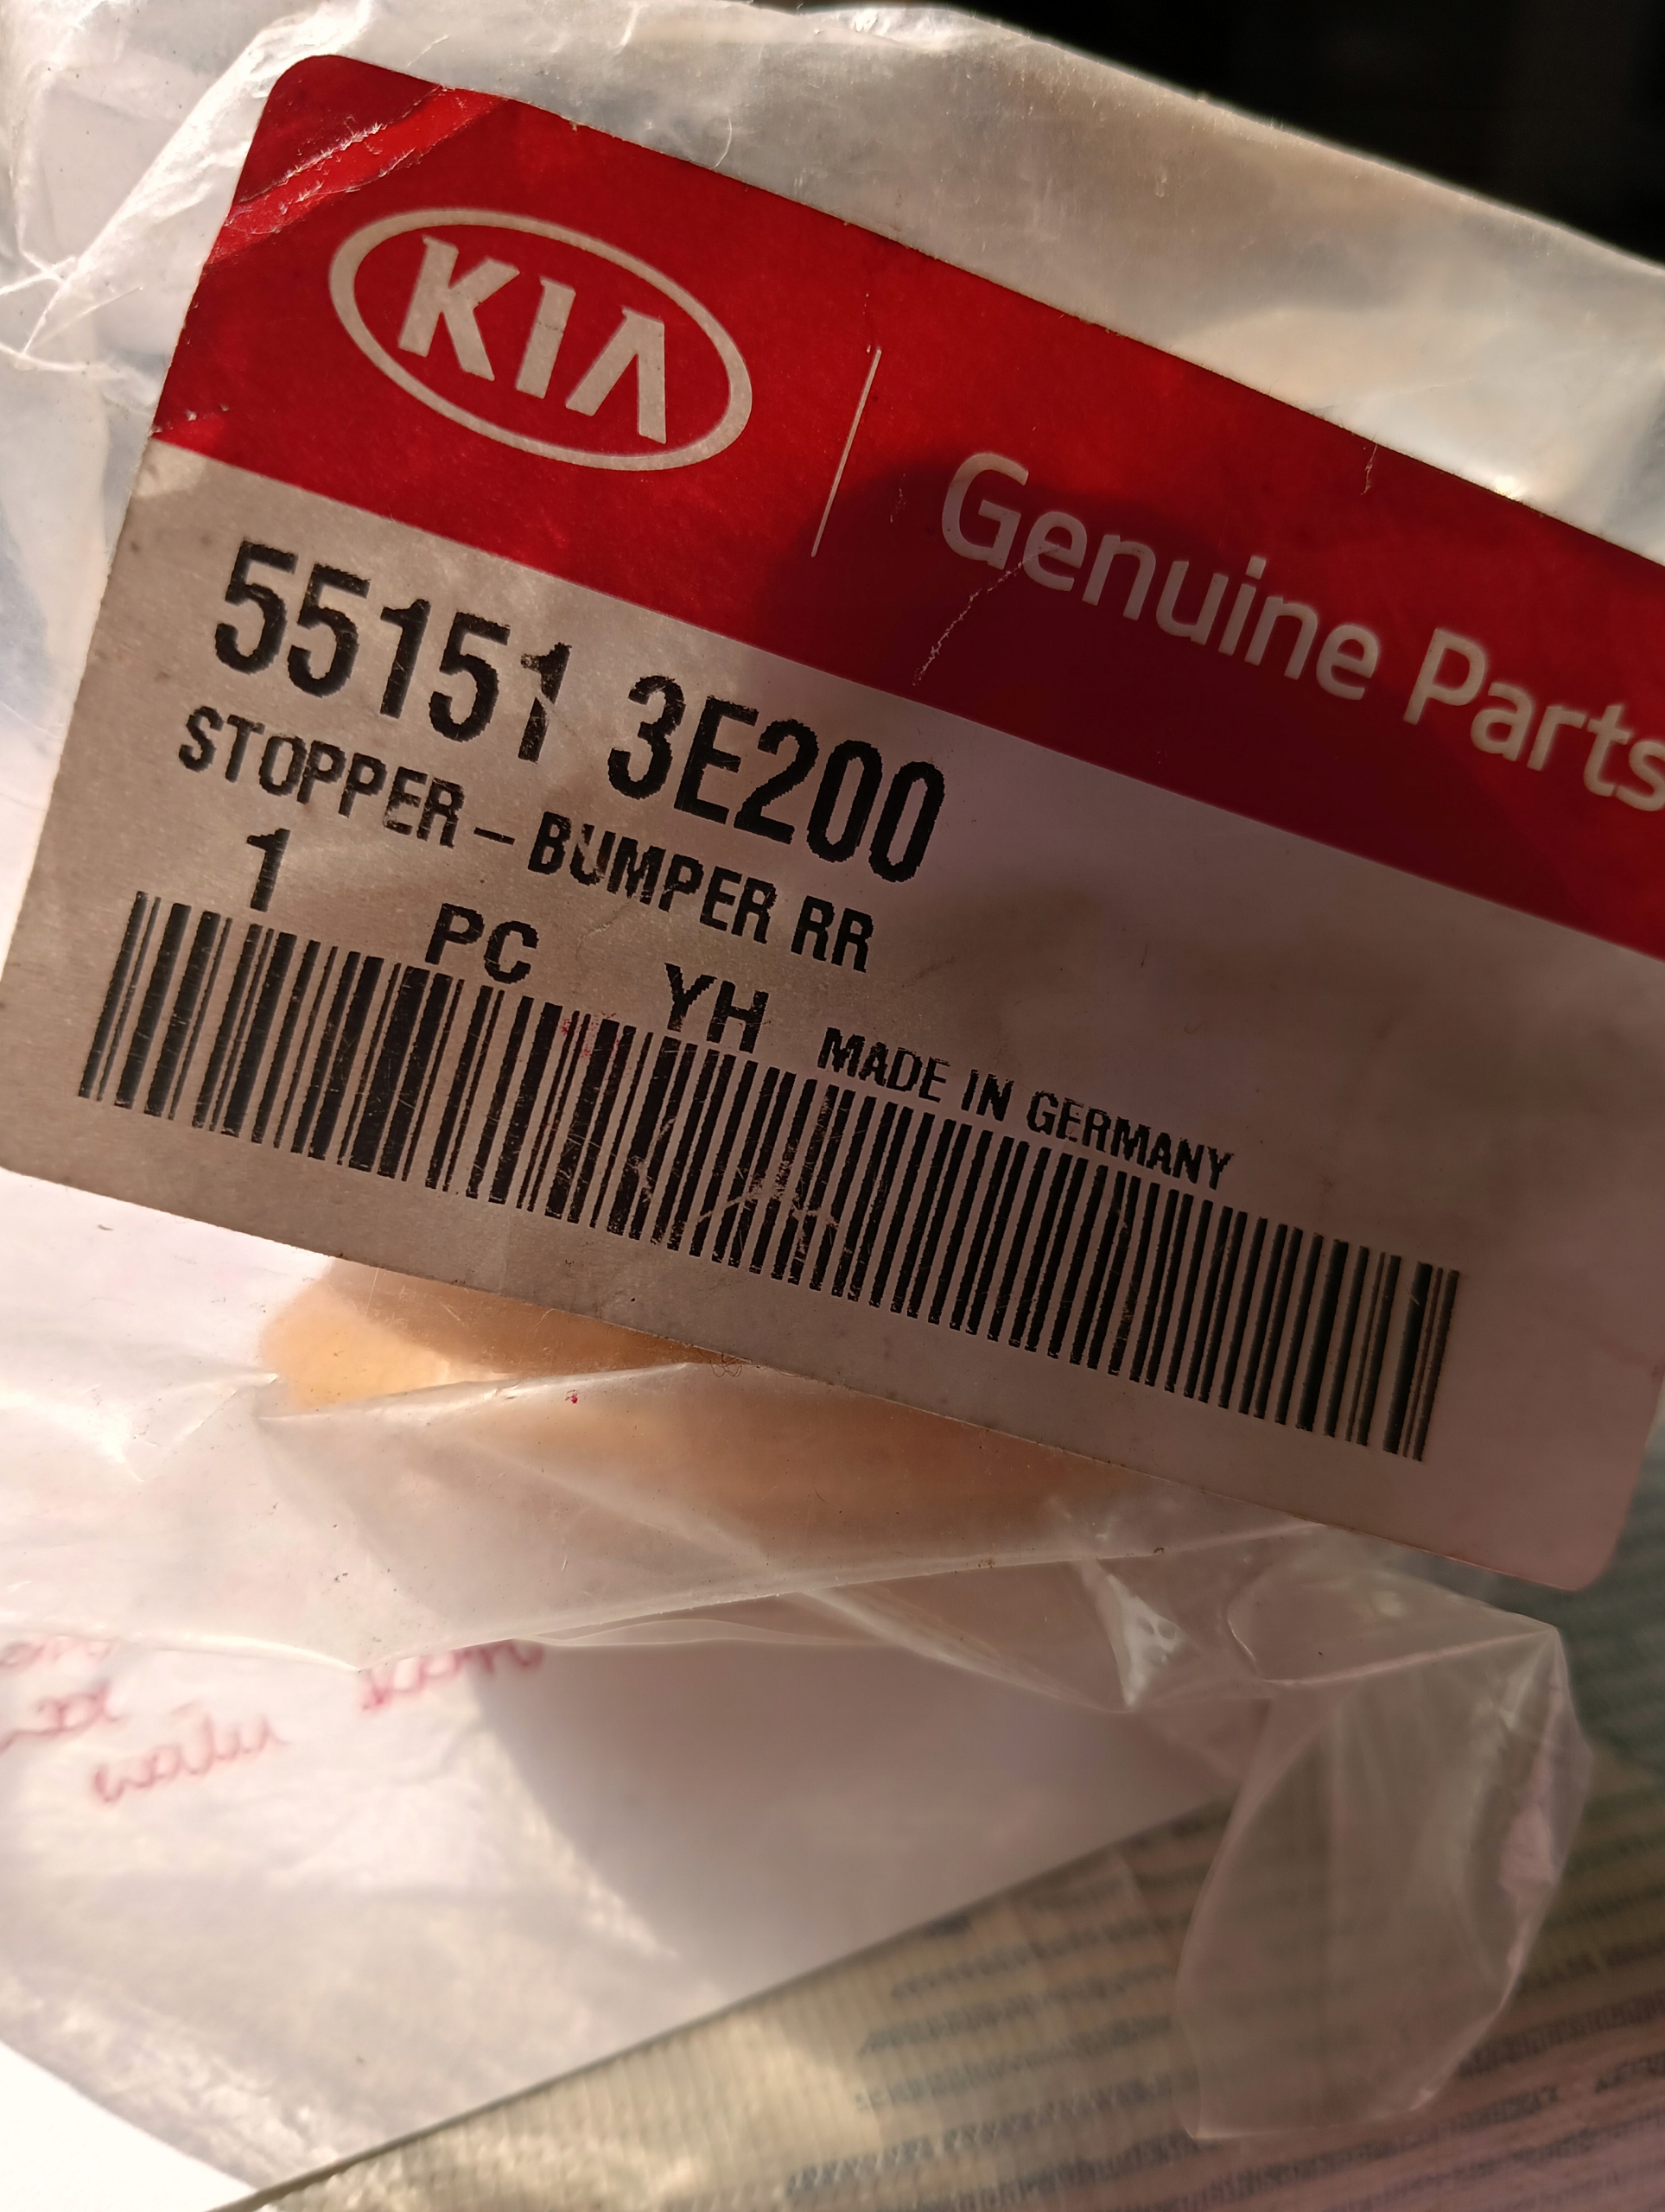 KIA
Genuine Parts
55151 3E200
STOPPER-BUMPER RR
1 PC YH MADE IN GERMANY